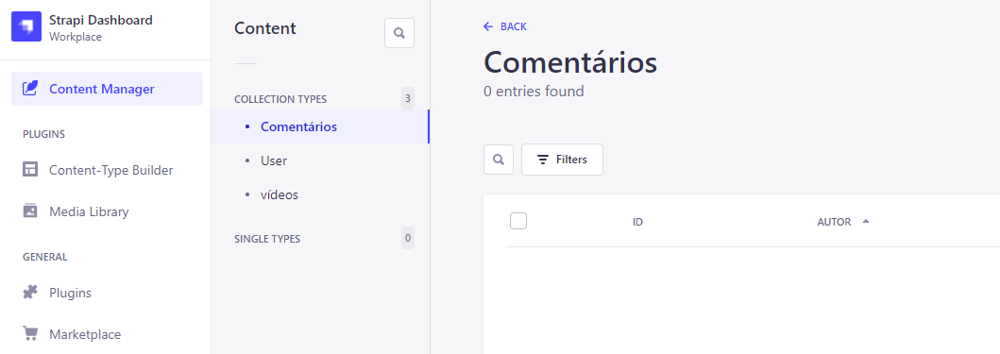 Strapi Dashboard
Workplace
Content Manager
PLUGINS
Content-Type Builder
Media Library
GENERAL
Plugins
Marketplace
Content
COLLECTION TYPES 3
Comentários
User
vídeos
SINGLE TYPES 0
BACK
Comentários
0 entries found
Filters
ID AUTOR